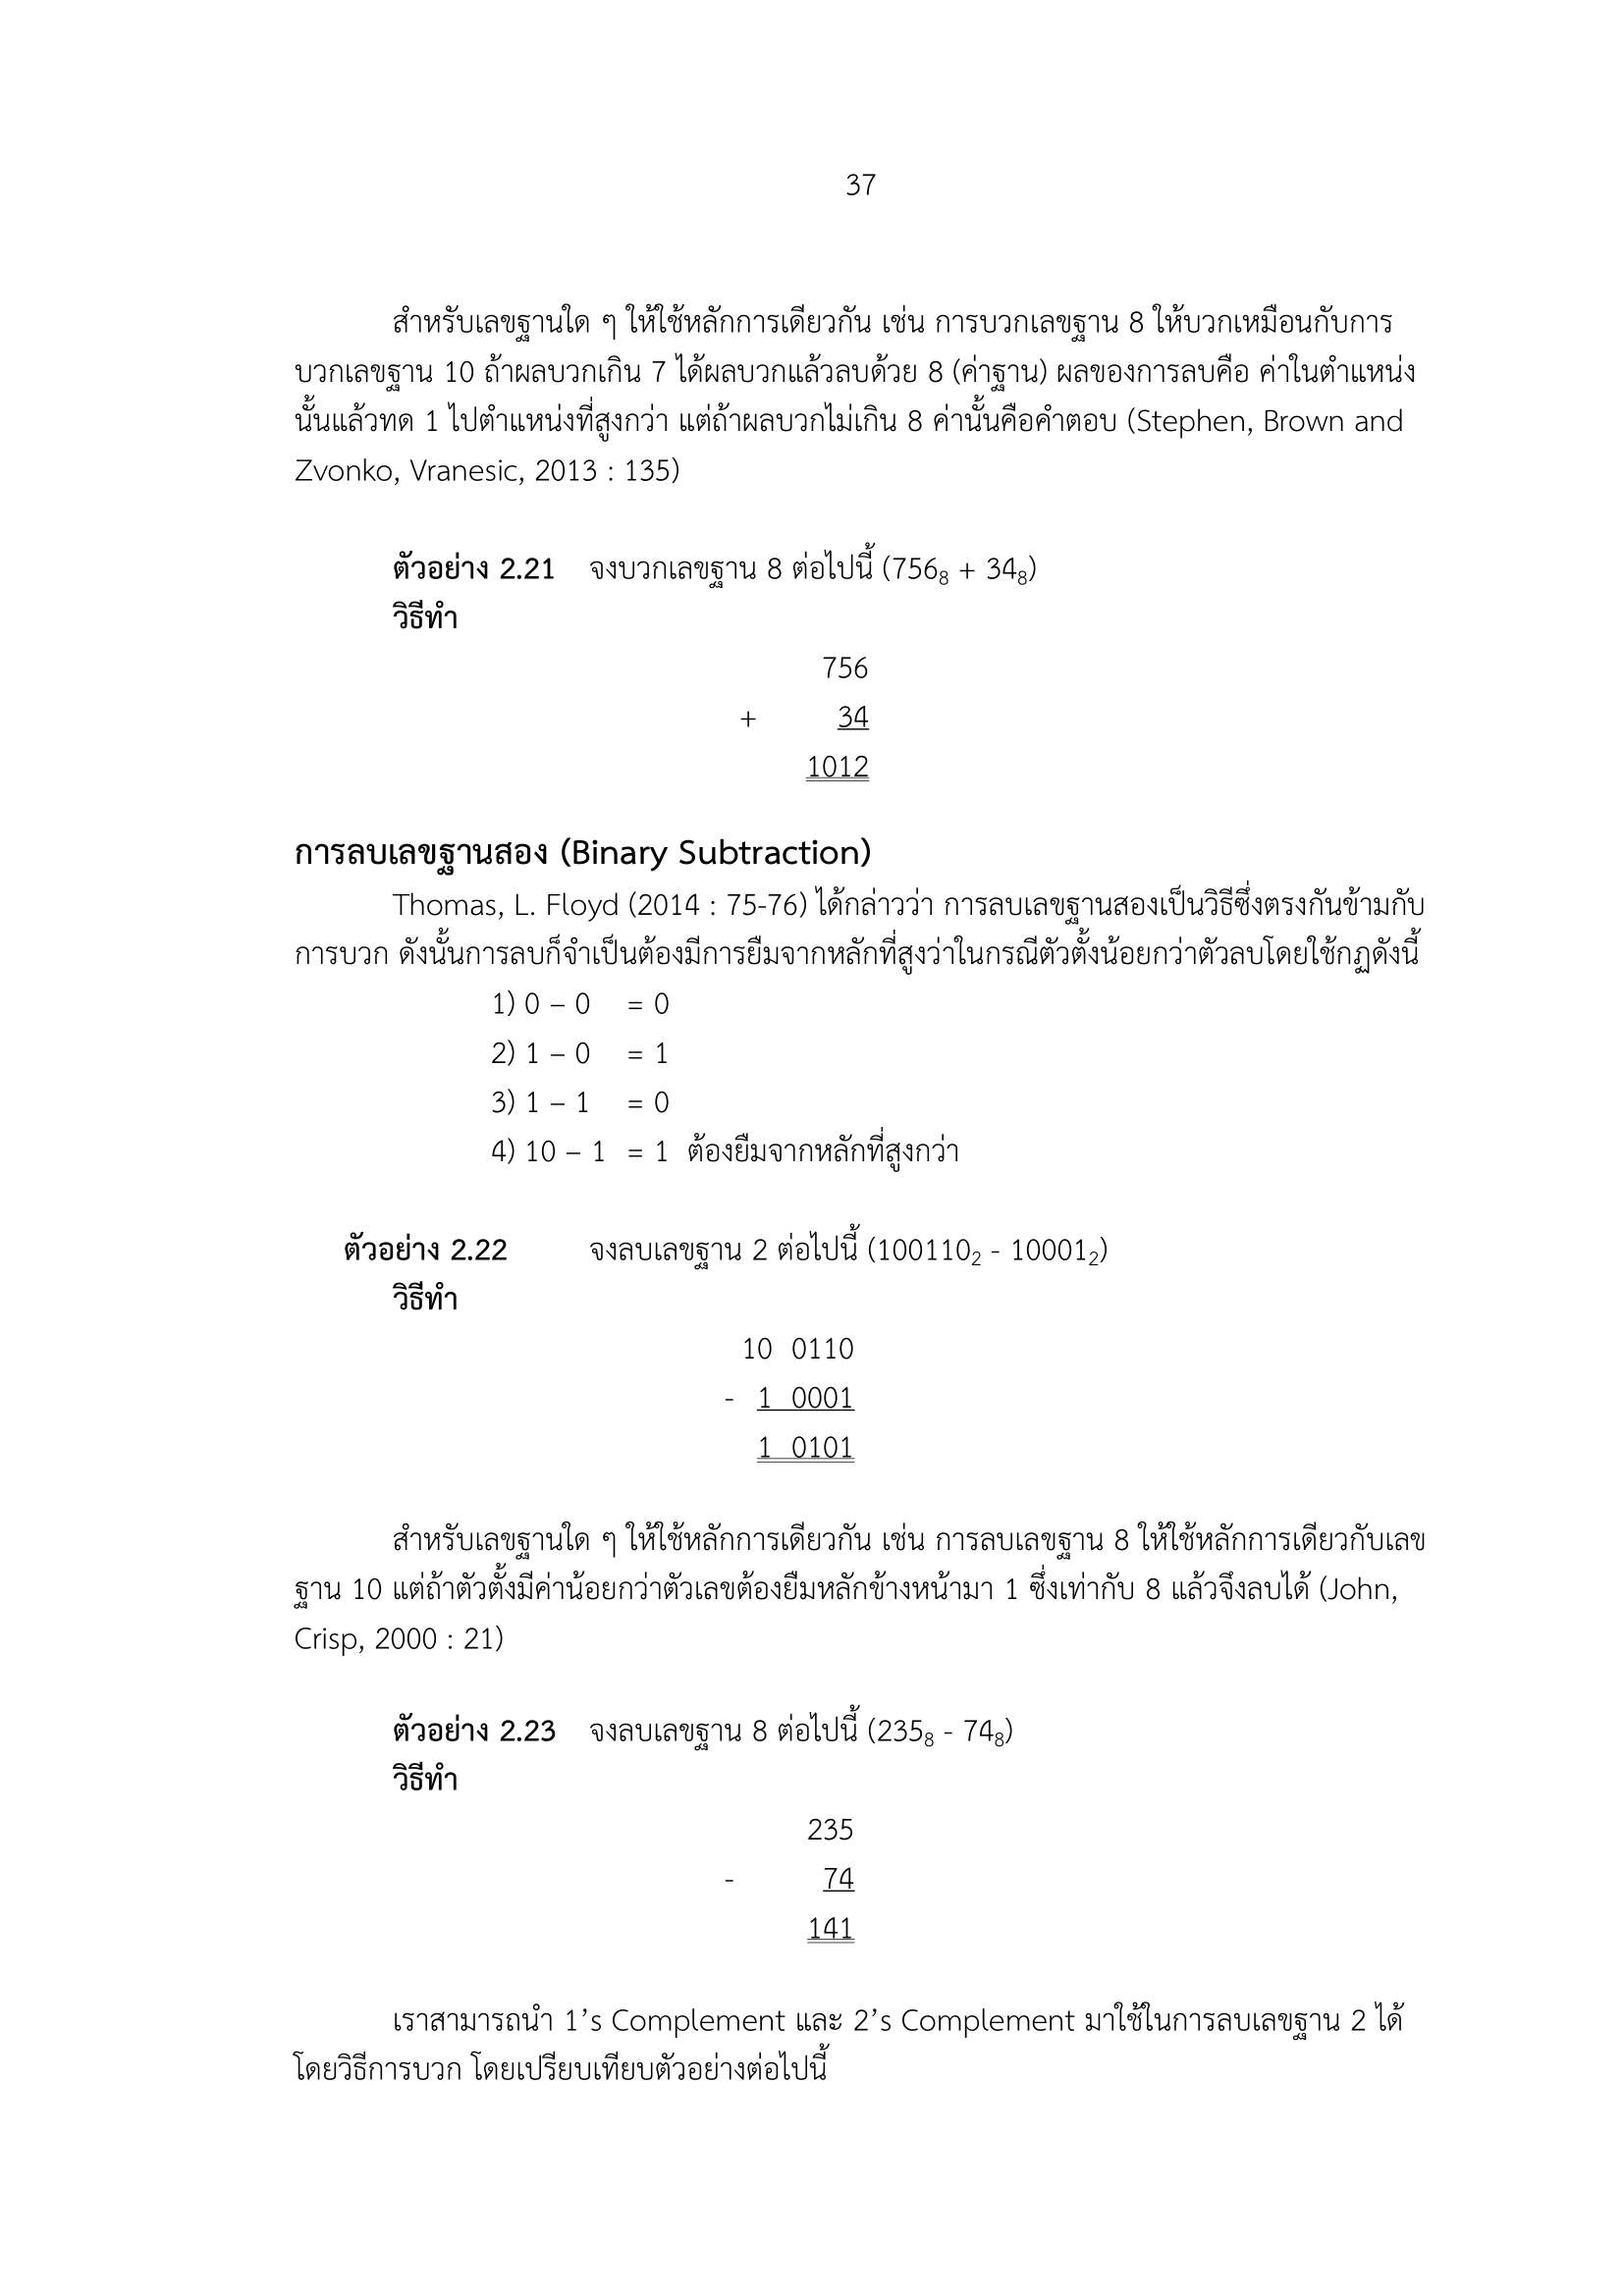 37
สำหรับเลขฐานใด ๆ ให้ใช้หลักการเดียวกัน เช่น การบวกเลขฐาน 8 ให้บวกเหมือนกับการ
บวกเลขฐาน 10 ถ้าผลบวกเกิน 7 ได้ผลบวกแล้วลบด้วย 8 (ค่าฐาน) ผลของการลบคือ ค่าในตำแหน่ง
นั้นแล้วทด 1 ไปตำแหน่งที่สูงกว่า แต่ถ้าผลบวกไม่เกิน 8 ค่านั้นคือคำตอบ (Stephen, Brown and
Zvonko, Vranesic, 2013 : 135)
ตัวอย่าง 2.21 จงบวกเลขฐาน 8 ต่อไปนี้ (756₈ + 34₈)
วิธีทำ
756
+ 34
1012
การลบเลขฐานสอง (Binary Subtraction)
Thomas, L. Floyd (2014 : 75-76) ได้กล่าวว่า การลบเลขฐานสองเป็นวิธีซึ่งตรงกันข้ามกับ
การบวก ดังนั้นการลบก็จำเป็นต้องมีการยืมจากหลักที่สูงว่าในกรณีตัวตั้งน้อยกว่าตัวลบโดยใช้กฏดังนี้
1) 0 – 0 = 0
2) 1 – 0 = 1
3) 1 – 1 = 0
4) 10 – 1 = 1 ต้องยืมจากหลักที่สูงกว่า
ตัวอย่าง 2.22 จงลบเลขฐาน 2 ต่อไปนี้ (100110₂ - 10001₂)
วิธีทำ
10 0110
- 1 0001
1 0101
สำหรับเลขฐานใด ๆ ให้ใช้หลักการเดียวกัน เช่น การลบเลขฐาน 8 ให้ใช้หลักการเดียวกับเลข
ฐาน 10 แต่ถ้าตัวตั้งมีค่าน้อยกว่าตัวเลขต้องยืมหลักข้างหน้ามา 1 ซึ่งเท่ากับ 8 แล้วจึงลบได้ (John,
Crisp, 2000 : 21)
ตัวอย่าง 2.23 จงลบเลขฐาน 8 ต่อไปนี้ (235₈ - 74₈)
วิธีทำ
235
- 74
141
เราสามารถนำ 1’s Complement และ 2’s Complement มาใช้ในการลบเลขฐาน 2 ได้
โดยวิธีการบวก โดยเปรียบเทียบตัวอย่างต่อไปนี้